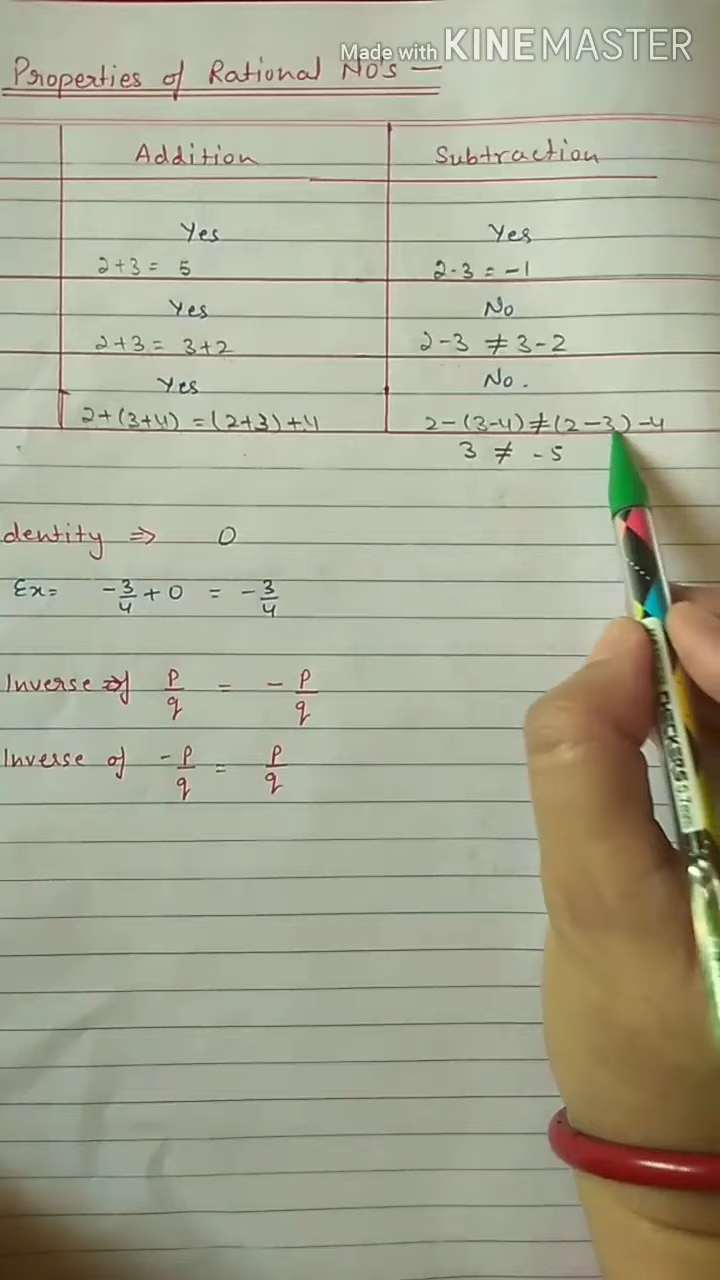 Made with KINEMASTER
Properties of Rational No's —
Addition Subtraction
Yes Yes
2+3 = 5 2-3 = -1
Yes No
2+3 = 3+2 2-3 ≠ 3-2
Yes No.
2+(3+4) = (2+3)+4 2-(3-4) ≠ (2-3)-4
3 ≠ -5
dentity ⇒ 0
Ex= -3/4 + 0 = -3/4
Inverse of p/q = -p/q
Inverse of -p/q = p/q